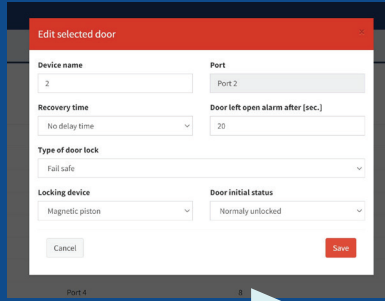 Edit selected door
×
Device name Port
2 Port 2
Recovery time Door left open alarm after [sec.]
No delay time 20
Type of door lock
Fail safe
Locking device Door initial status
Magnetic piston Normaly unlocked
Cancel Save
Port 4 8